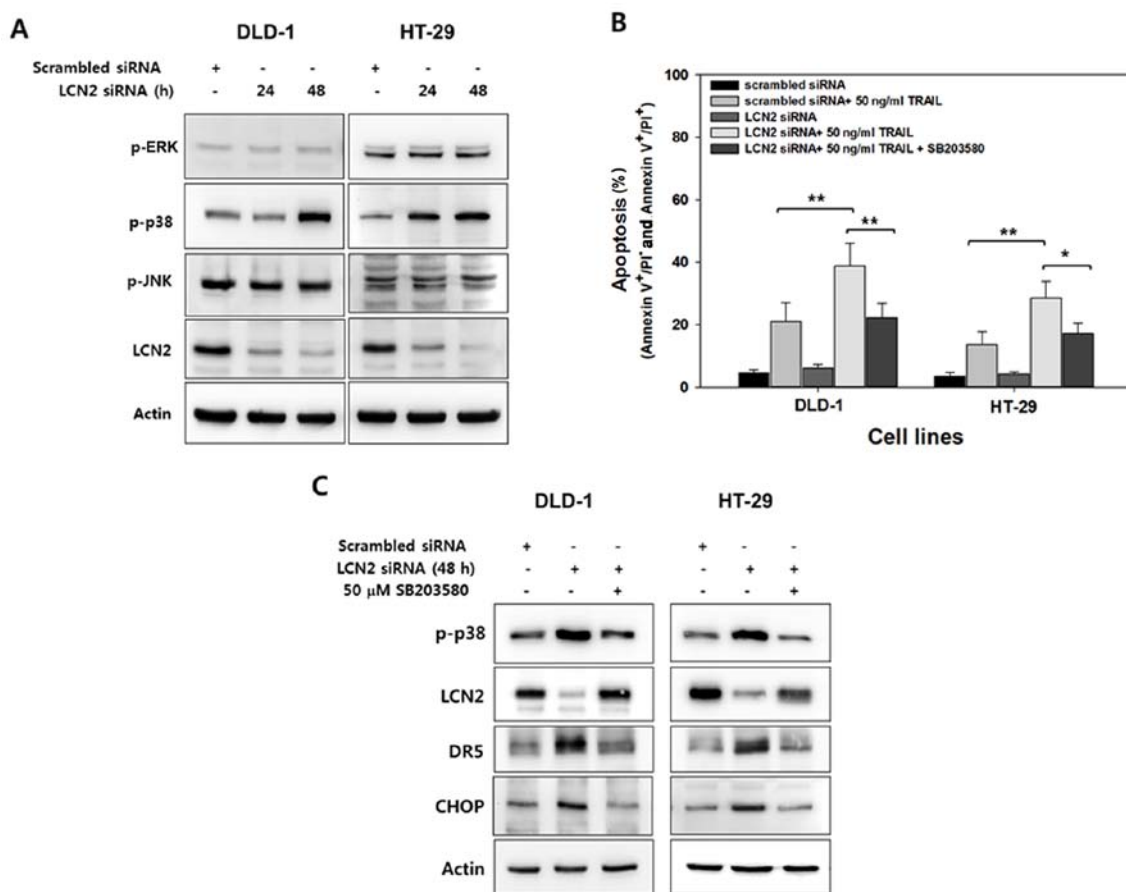 A
DLD-1 HT-29
Scrambled siRNA + - - + - -
LCN2 siRNA (h) - 24 48 - 24 48
p-ERK
p-p38
p-JNK
LCN2
Actin
B
100
80
60
40
20
0
Apoptosis (%)
(Annexin V⁺/PI⁻ and Annexin V⁺/PI⁺)
scrambled siRNA
scrambled siRNA+ 50 ng/ml TRAIL
LCN2 siRNA
LCN2 siRNA+ 50 ng/ml TRAIL
LCN2 siRNA+ 50 ng/ml TRAIL + SB203580
** **
** *
DLD-1 HT-29
Cell lines
C
DLD-1 HT-29
Scrambled siRNA + - - + - -
LCN2 siRNA (48 h) - + + - + +
50 µM SB203580 - - + - - +
p-p38
LCN2
DR5
CHOP
Actin